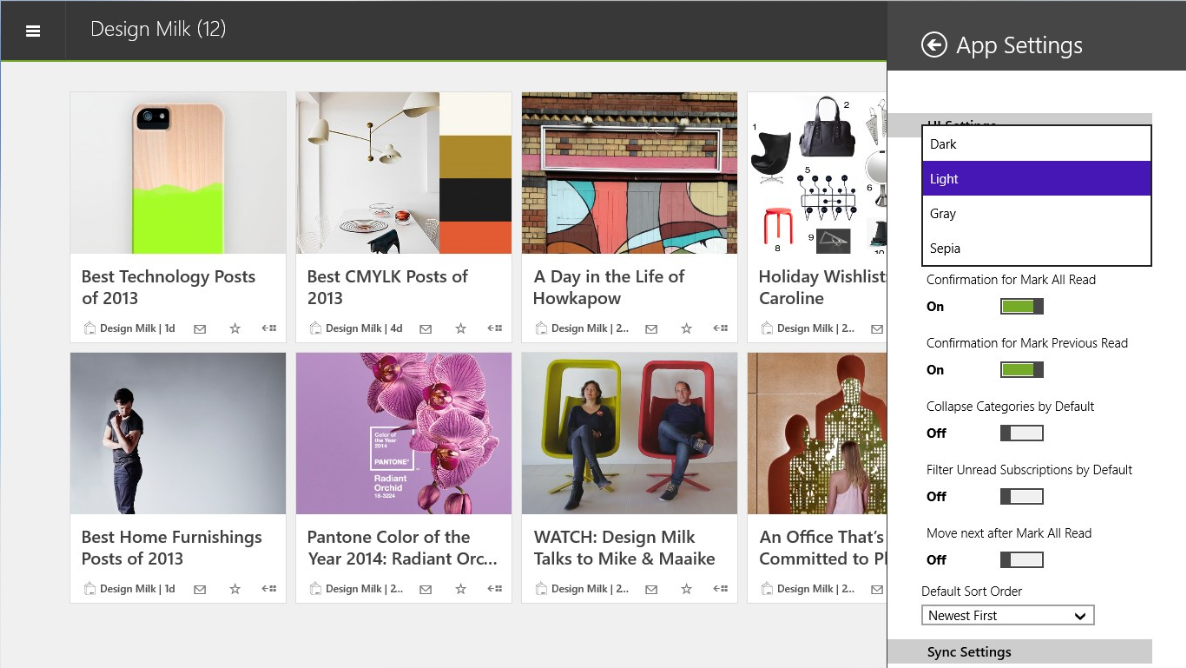 Design Milk (12)
App Settings
UI Settings
Dark
Light
Gray
Sepia
Confirmation for Mark All Read
On
Confirmation for Mark Previous Read
On
Collapse Categories by Default
Off
Filter Unread Subscriptions by Default
Off
Move next after Mark All Read
Off
Default Sort Order
Newest First
Sync Settings
Best Technology Posts
of 2013
Design Milk | 1d
Best CMYLK Posts of
2013
Design Milk | 4d
A Day in the Life of
Howkapow
Design Milk | 2...
1
2
5
6
8
9
10
Holiday Wishlist
Caroline
Design Milk | 2...
Best Home Furnishings
Posts of 2013
Design Milk | 1d
Color of
the Year
2014
PANTONE
Radiant
Orchid
18-3224
Pantone Color of the
Year 2014: Radiant Orc...
Design Milk | 2...
WATCH: Design Milk
Talks to Mike & Maaike
Design Milk | 2...
An Office That's
Committed to Pl
Design Milk | 2...